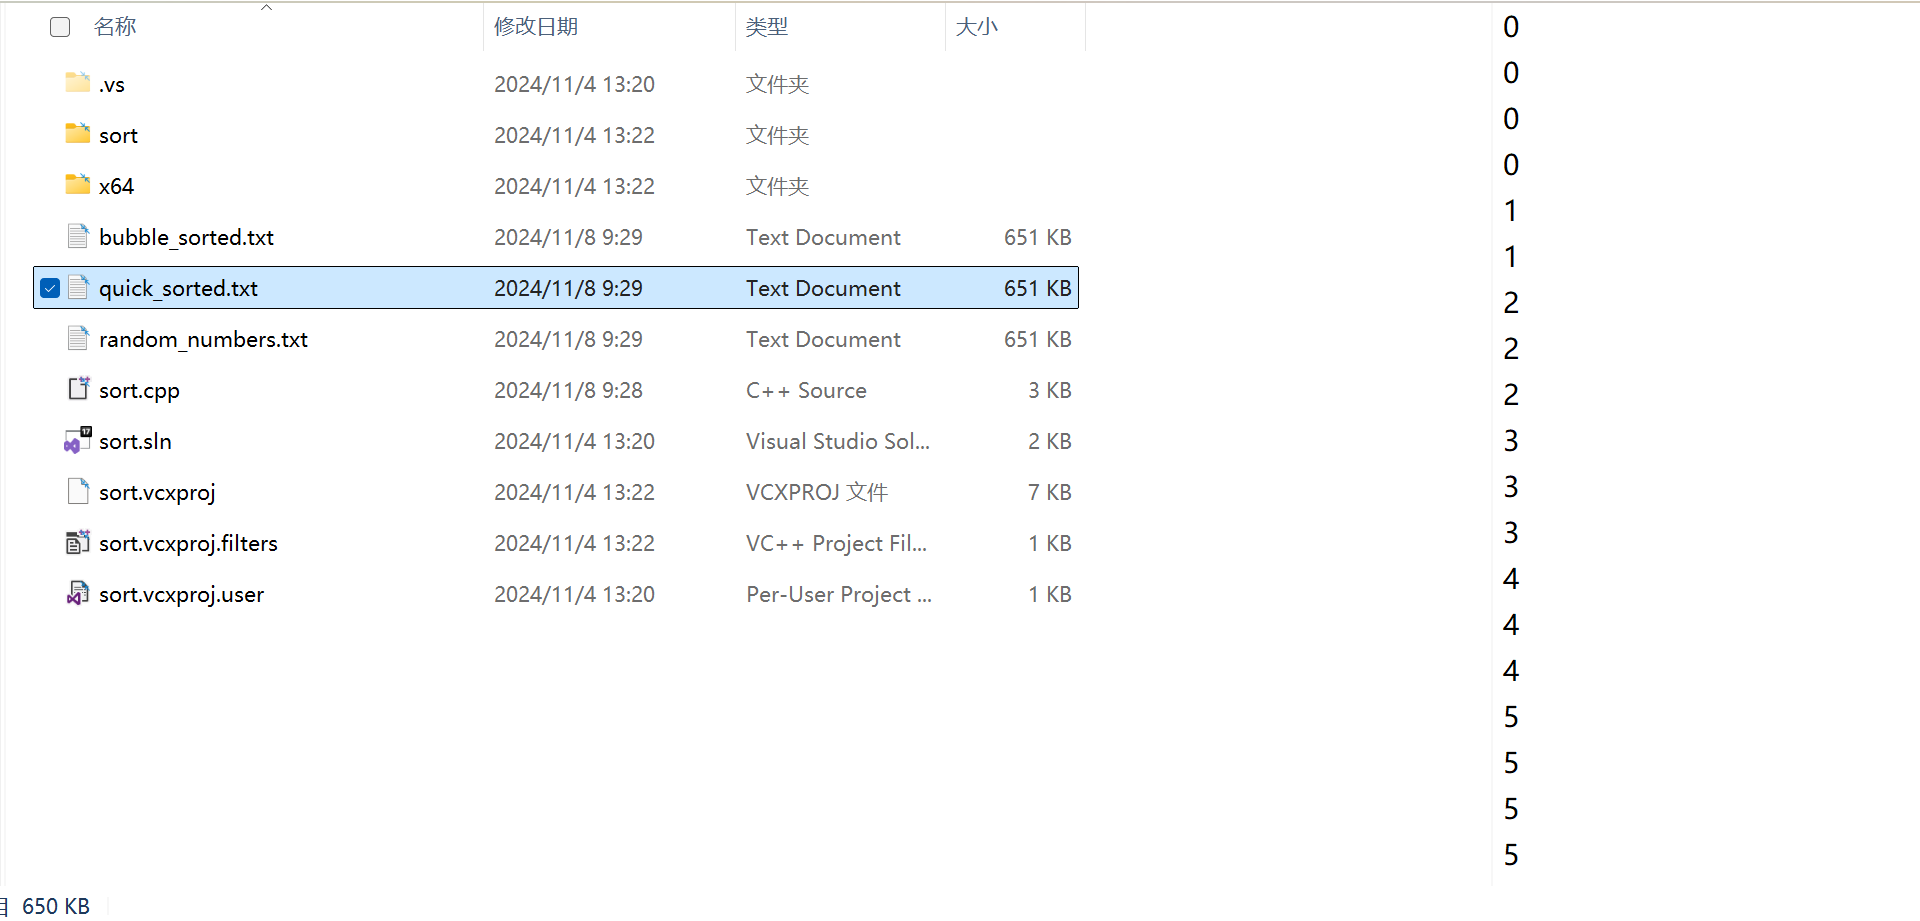 名称 修改日期 类型 大小
.vs 2024/11/4 13:20 文件夹
sort 2024/11/4 13:22 文件夹
x64 2024/11/4 13:22 文件夹
bubble_sorted.txt 2024/11/8 9:29 Text Document 651 KB
quick_sorted.txt 2024/11/8 9:29 Text Document 651 KB
random_numbers.txt 2024/11/8 9:29 Text Document 651 KB
sort.cpp 2024/11/8 9:28 C++ Source 3 KB
sort.sln 2024/11/4 13:20 Visual Studio Sol... 2 KB
sort.vcxproj 2024/11/4 13:22 VCXPROJ 文件 7 KB
sort.vcxproj.filters 2024/11/4 13:22 VC++ Project Fil... 1 KB
sort.vcxproj.user 2024/11/4 13:20 Per-User Project ... 1 KB
650 KB
0
0
0
0
1
1
2
2
2
3
3
3
4
4
4
5
5
5
5